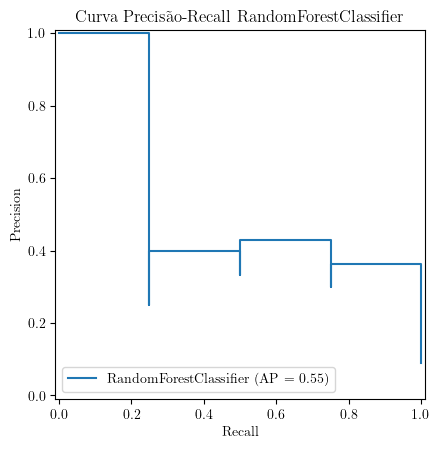 Curva Precisão-Recall RandomForestClassifier
1.0
0.8
0.6
0.4
0.2
0.0
Precision
RandomForestClassifier (AP = 0.55)
0.0 0.2 0.4 0.6 0.8 1.0
Recall